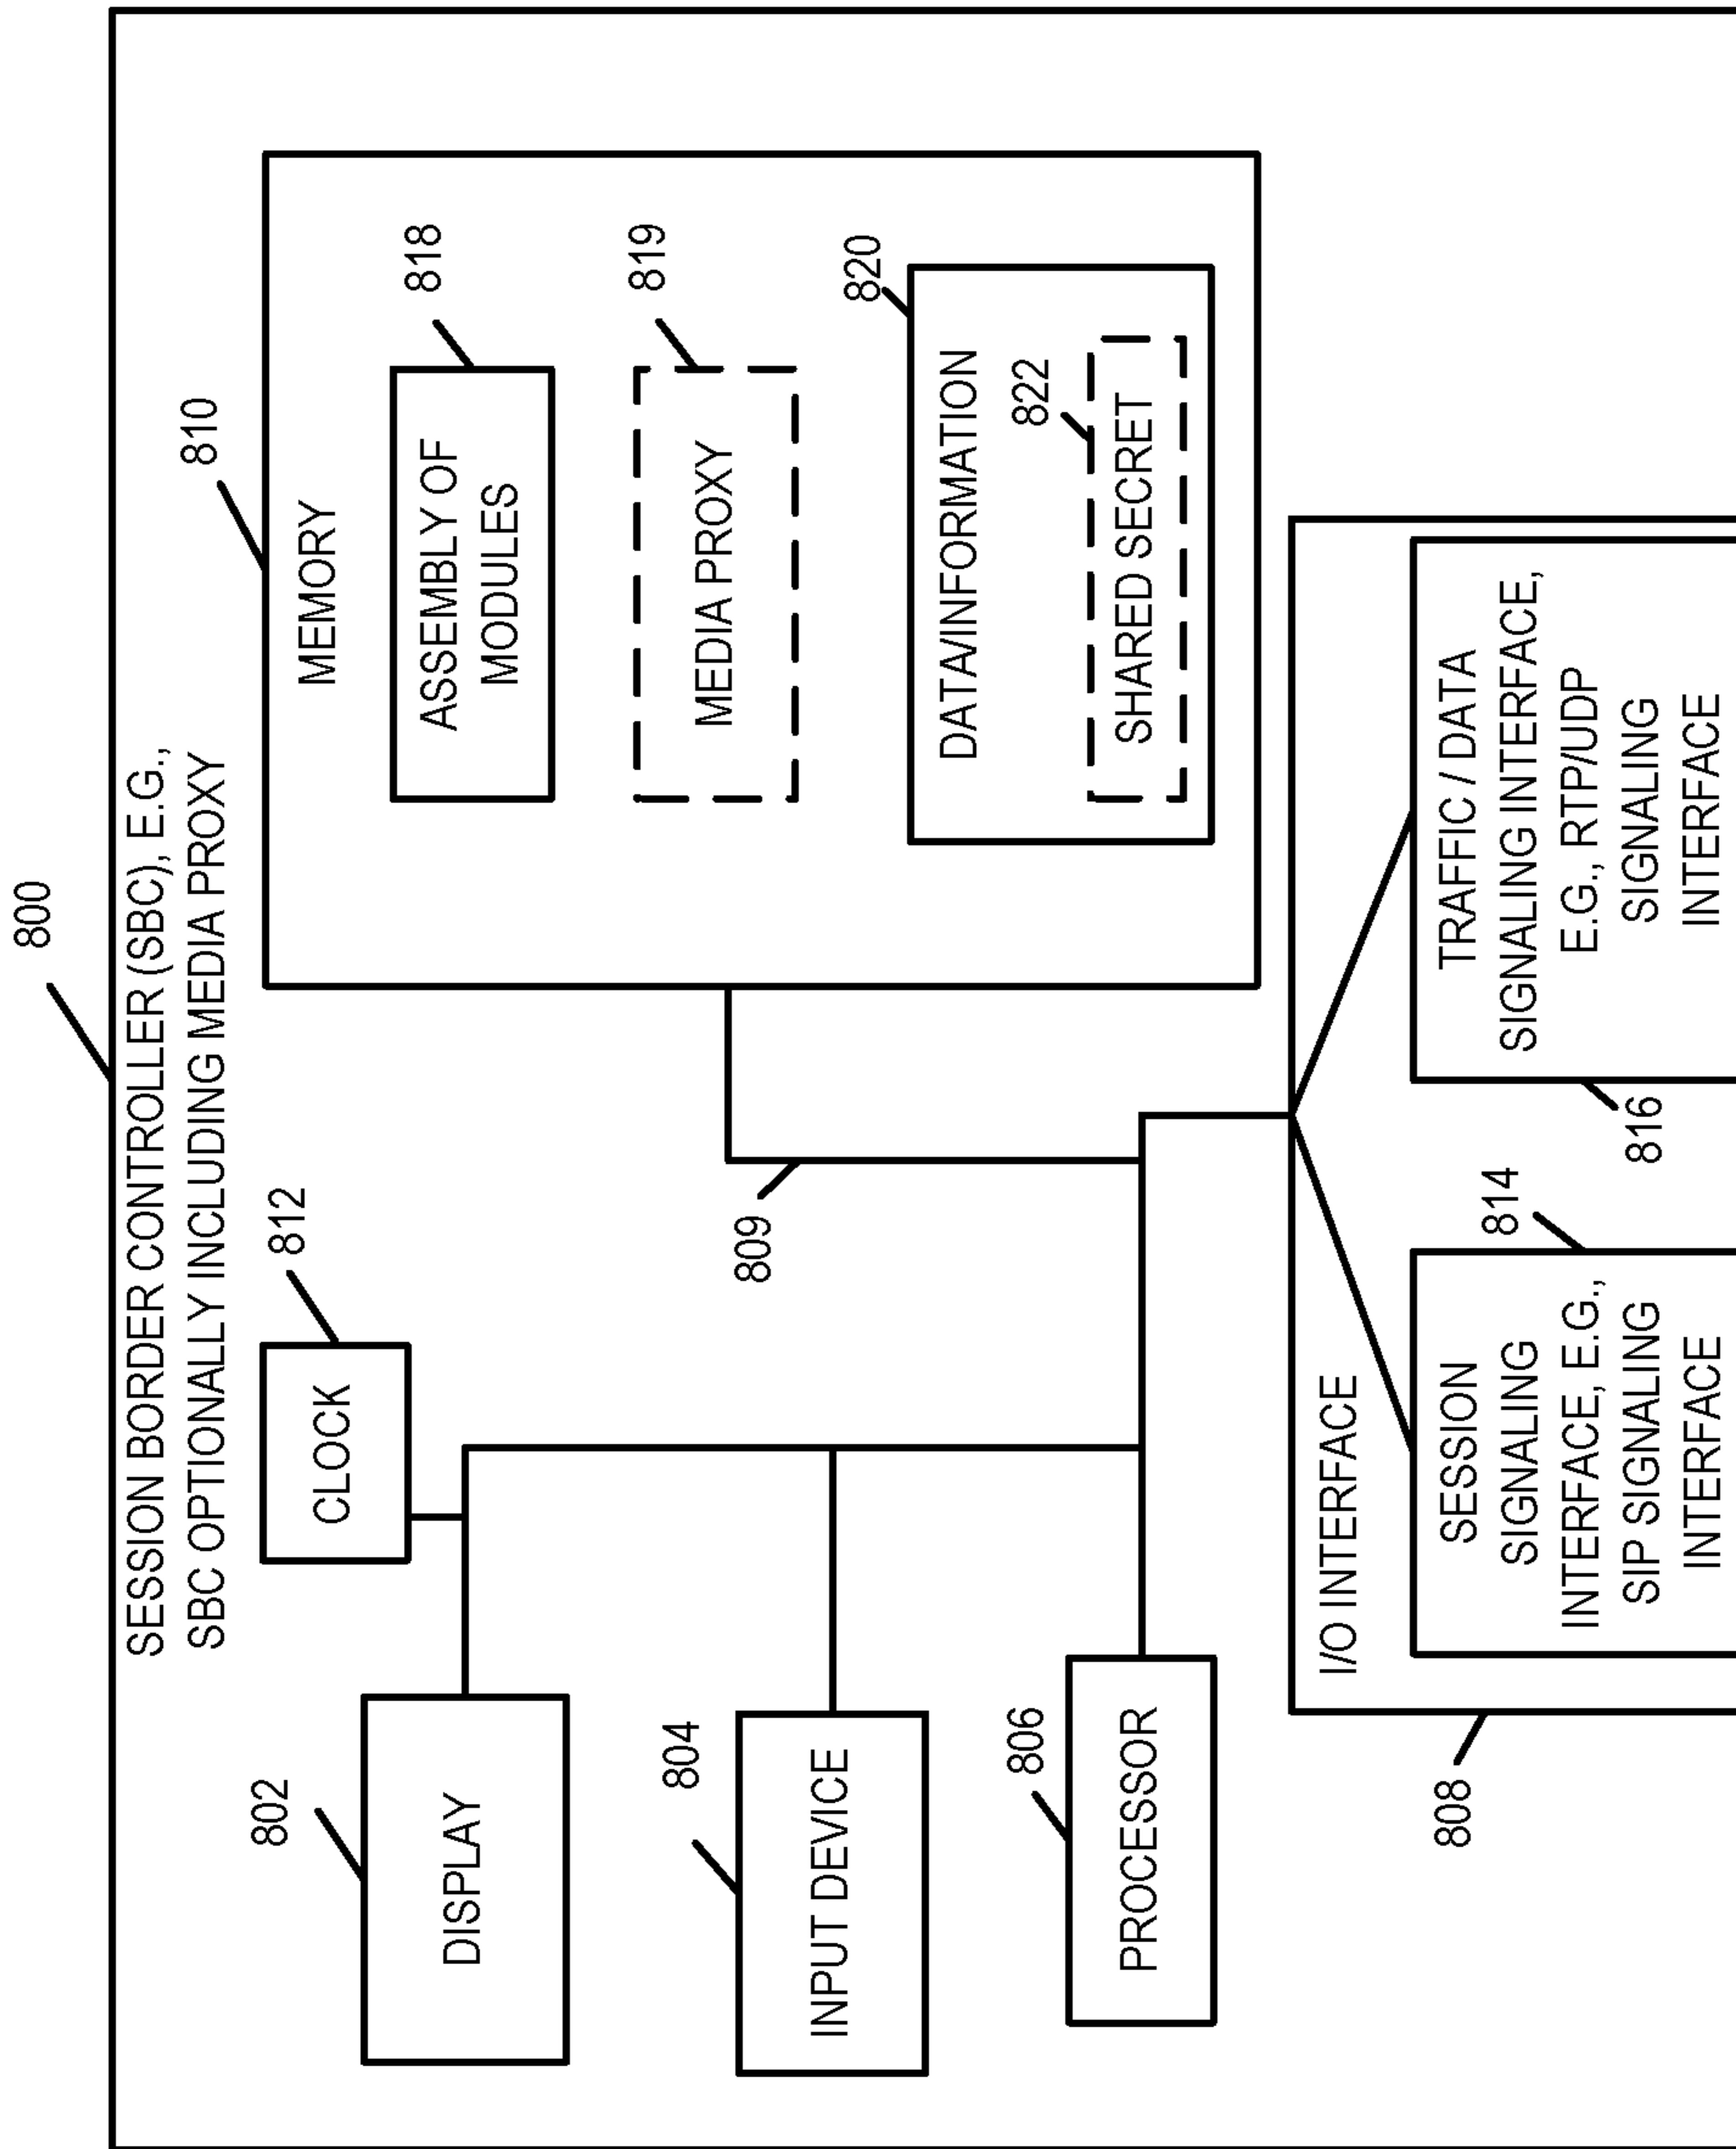 800
SESSION BORDER CONTROLLER (SBC), E.G.,
SBC OPTIONALLY INCLUDING MEDIA PROXY
802
DISPLAY
812
CLOCK
810
MEMORY
818
ASSEMBLY OF
MODULES
819
MEDIA PROXY
820
DATA/INFORMATION
822
SHARED SECRET
804
INPUT DEVICE
809
806
PROCESSOR
808
I/O INTERFACE
814
SESSION
SIGNALING
INTERFACE, E.G.,
SIP SIGNALING
INTERFACE
816
TRAFFIC / DATA
SIGNALING INTERFACE,
E.G., RTP/UDP
SIGNALING
INTERFACE